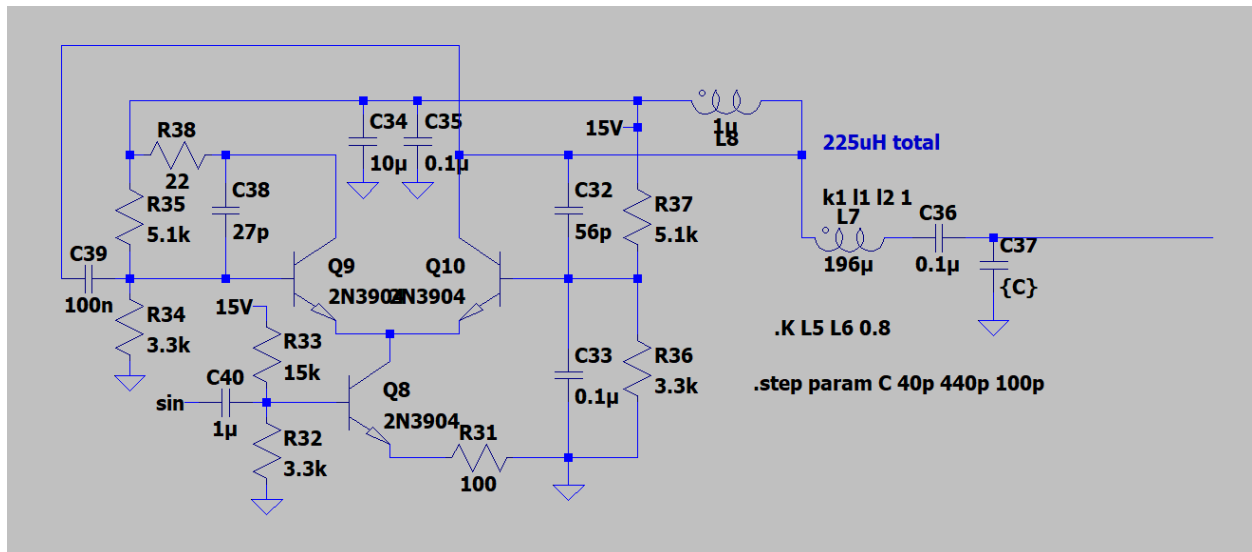 C34
10µ
C35
0.1µ
15V
1µ
L8
225uH total
R38
22
C38
27p
R35
5.1k
C32
56p
R37
5.1k
k1 l1 l2 1
L7
196µ
C36
0.1µ
C37
{C}
C39
100n
Q9
2N3904
Q10
2N3904
R34
3.3k
15V
R33
15k
.K L5 L6 0.8
C33
0.1µ
R36
3.3k
.step param C 40p 440p 100p
sin
C40
1µ
Q8
2N3904
R32
3.3k
R31
100